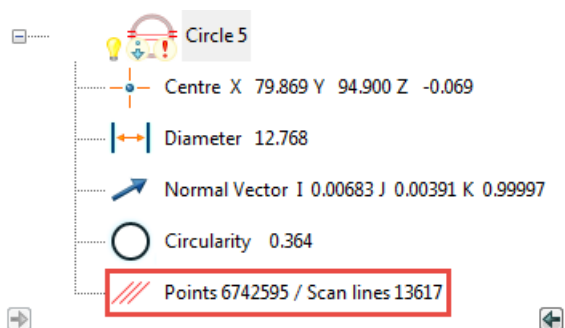 Circle 5
Centre X 79.869 Y 94.900 Z -0.069
Diameter 12.768
Normal Vector I 0.00683 J 0.00391 K 0.99997
Circularity 0.364
Points 6742595 / Scan lines 13617